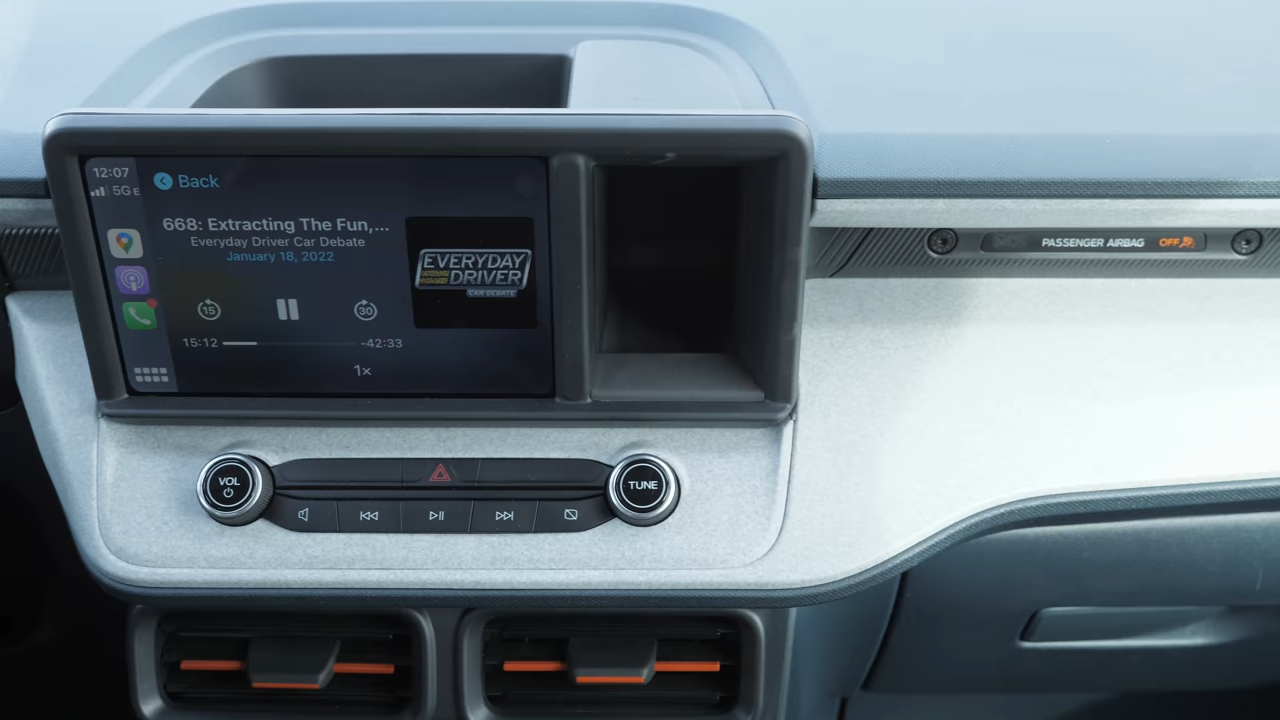 12:07
5G E
Back
668: Extracting The Fun,...
Everyday Driver Car Debate
January 18, 2022
15
30
15:12
-42:33
1×
EVERYDAY
DRIVER
CAR DEBATE
PASSENGER AIRBAG OFF
VOL
TUNE